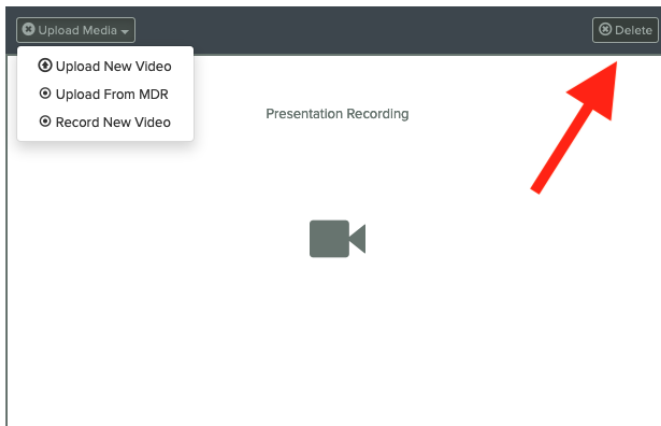 Upload Media
Delete
Upload New Video
Upload From MDR
Record New Video
Presentation Recording